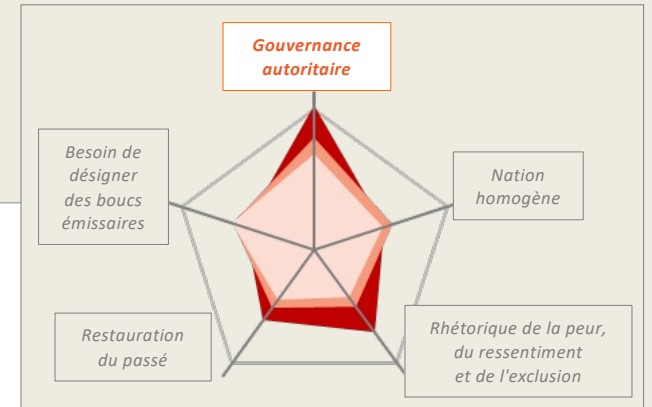 Gouvernance
autoritaire
Besoin de
désigner
des boucs
émissaires
Nation
homogène
Restauration
du passé
Rhétorique de la peur,
du ressentiment
et de l'exclusion